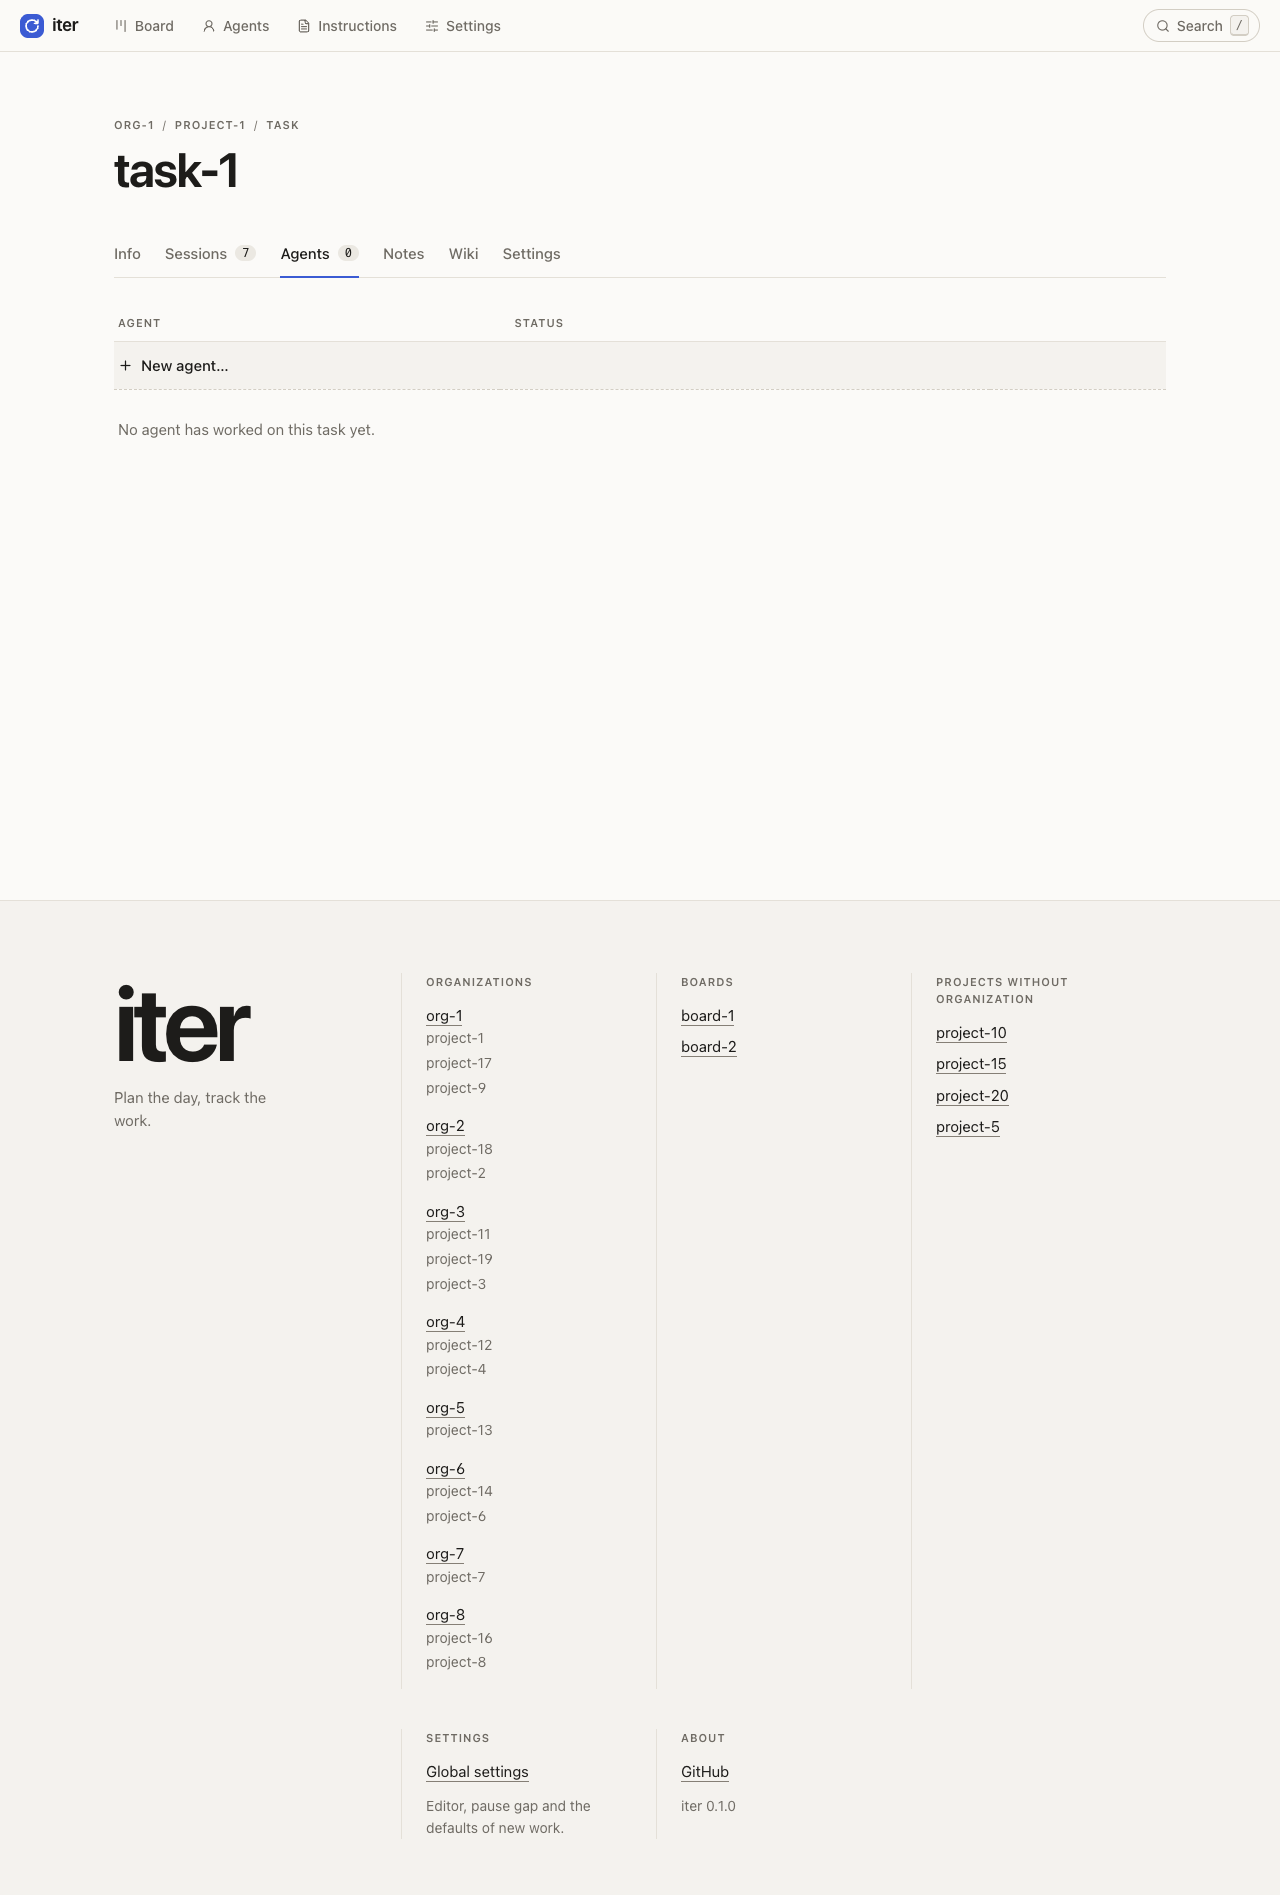 iter
Board
Agents
Instructions
Settings
Search /
ORG-1 / PROJECT-1 / TASK
task-1
Info
Sessions 7
Agents 0
Notes
Wiki
Settings
AGENT
STATUS
+ New agent...
No agent has worked on this task yet.
iter
Plan the day, track the
work.
ORGANIZATIONS
org-1
project-1
project-17
project-9
org-2
project-18
project-2
org-3
project-11
project-19
project-3
org-4
project-12
project-4
org-5
project-13
org-6
project-14
project-6
org-7
project-7
org-8
project-16
project-8
BOARDS
board-1
board-2
PROJECTS WITHOUT
ORGANIZATION
project-10
project-15
project-20
project-5
SETTINGS
Global settings
Editor, pause gap and the
defaults of new work.
ABOUT
GitHub
iter 0.1.0